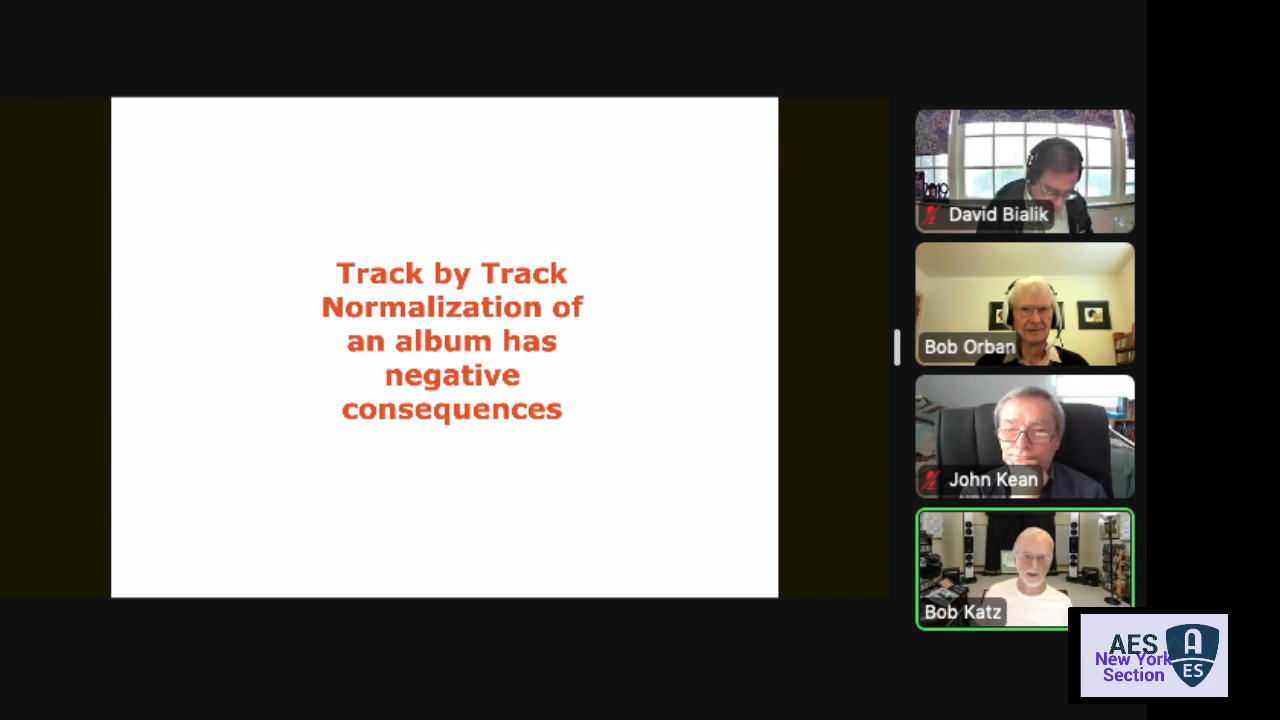 Track by Track
Normalization of
an album has
negative
consequences
David Bialik
Bob Orban
John Kean
Bob Katz
AES
New York
Section
A
ES